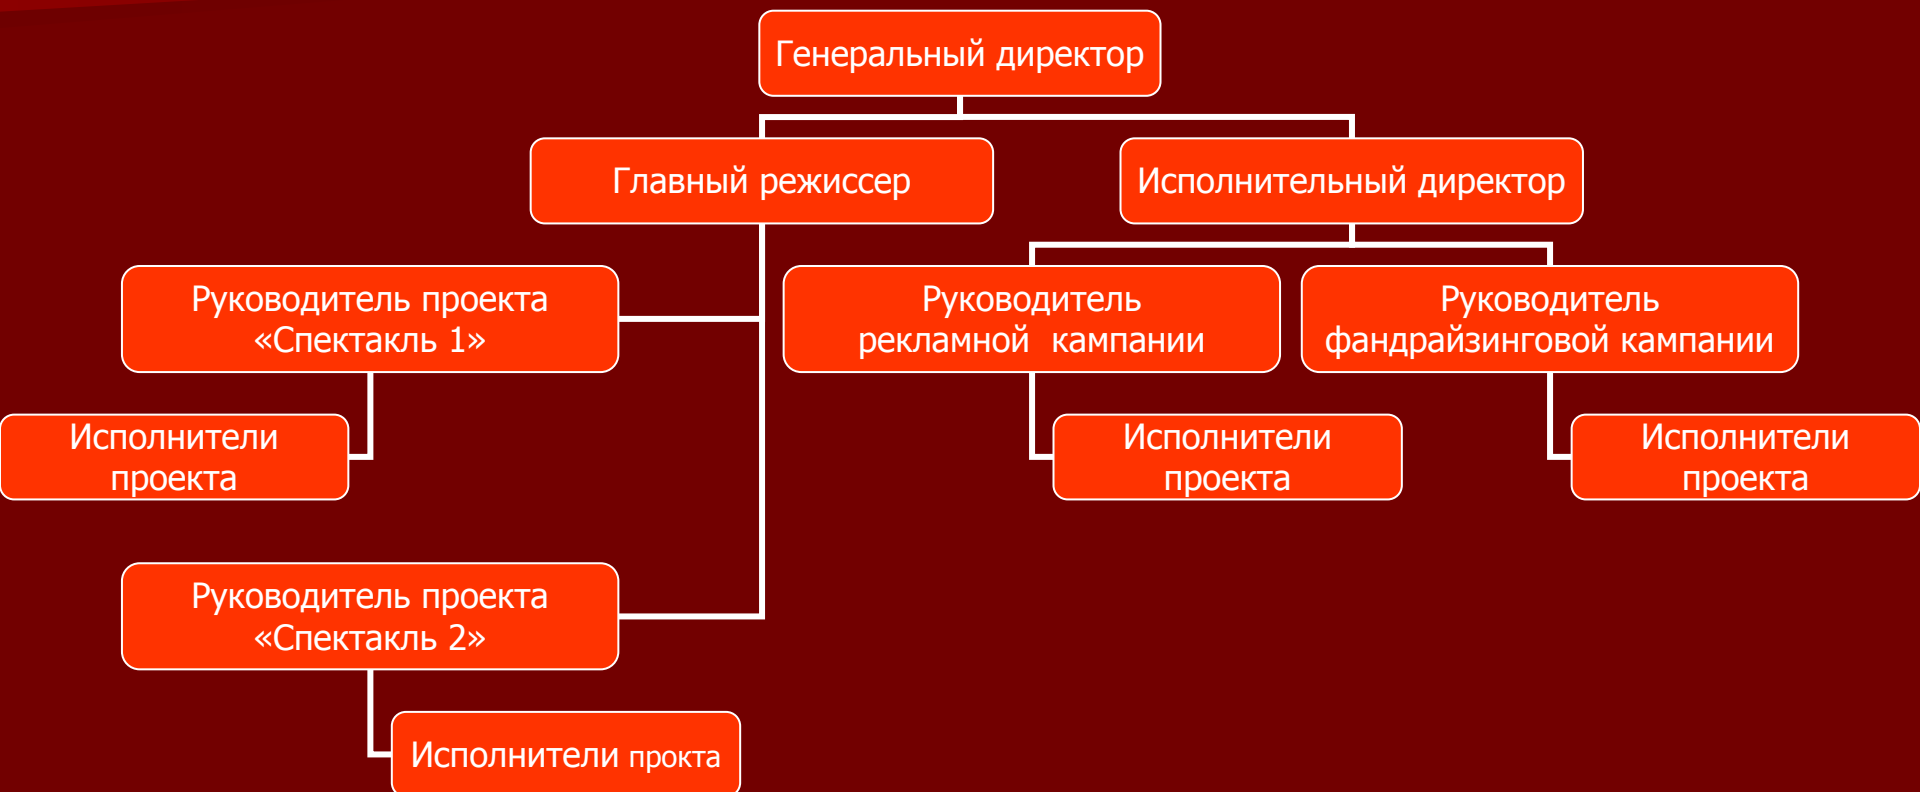 Генеральный директор
Главный режиссер
Исполнительный директор
Руководитель проекта
«Спектакль 1»
Руководитель
рекламной кампании
Руководитель
фандрайзинговой кампании
Исполнители
проекта
Исполнители
проекта
Исполнители
проекта
Руководитель проекта
«Спектакль 2»
Исполнители прокта